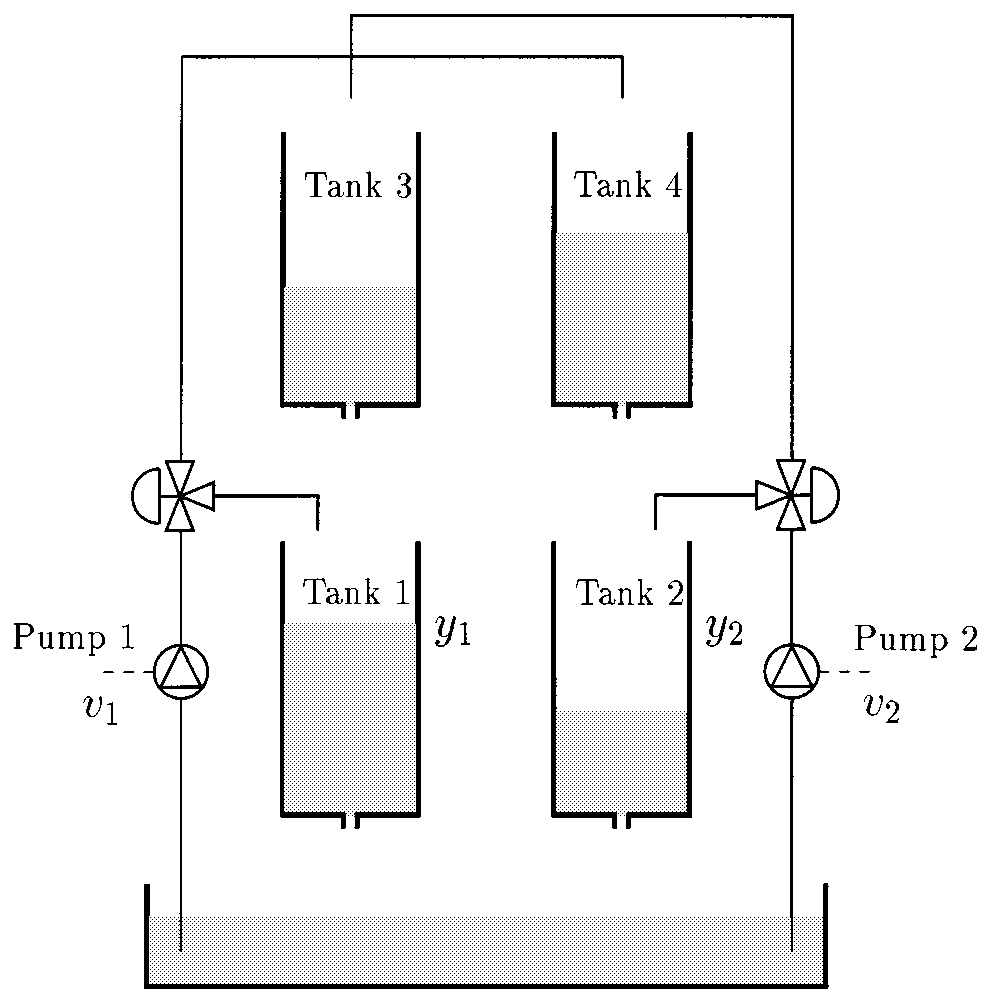 Tank 3
Tank 4
Tank 1
Tank 2
Pump 1
y₁
y₂
Pump 2
v₁
v₂